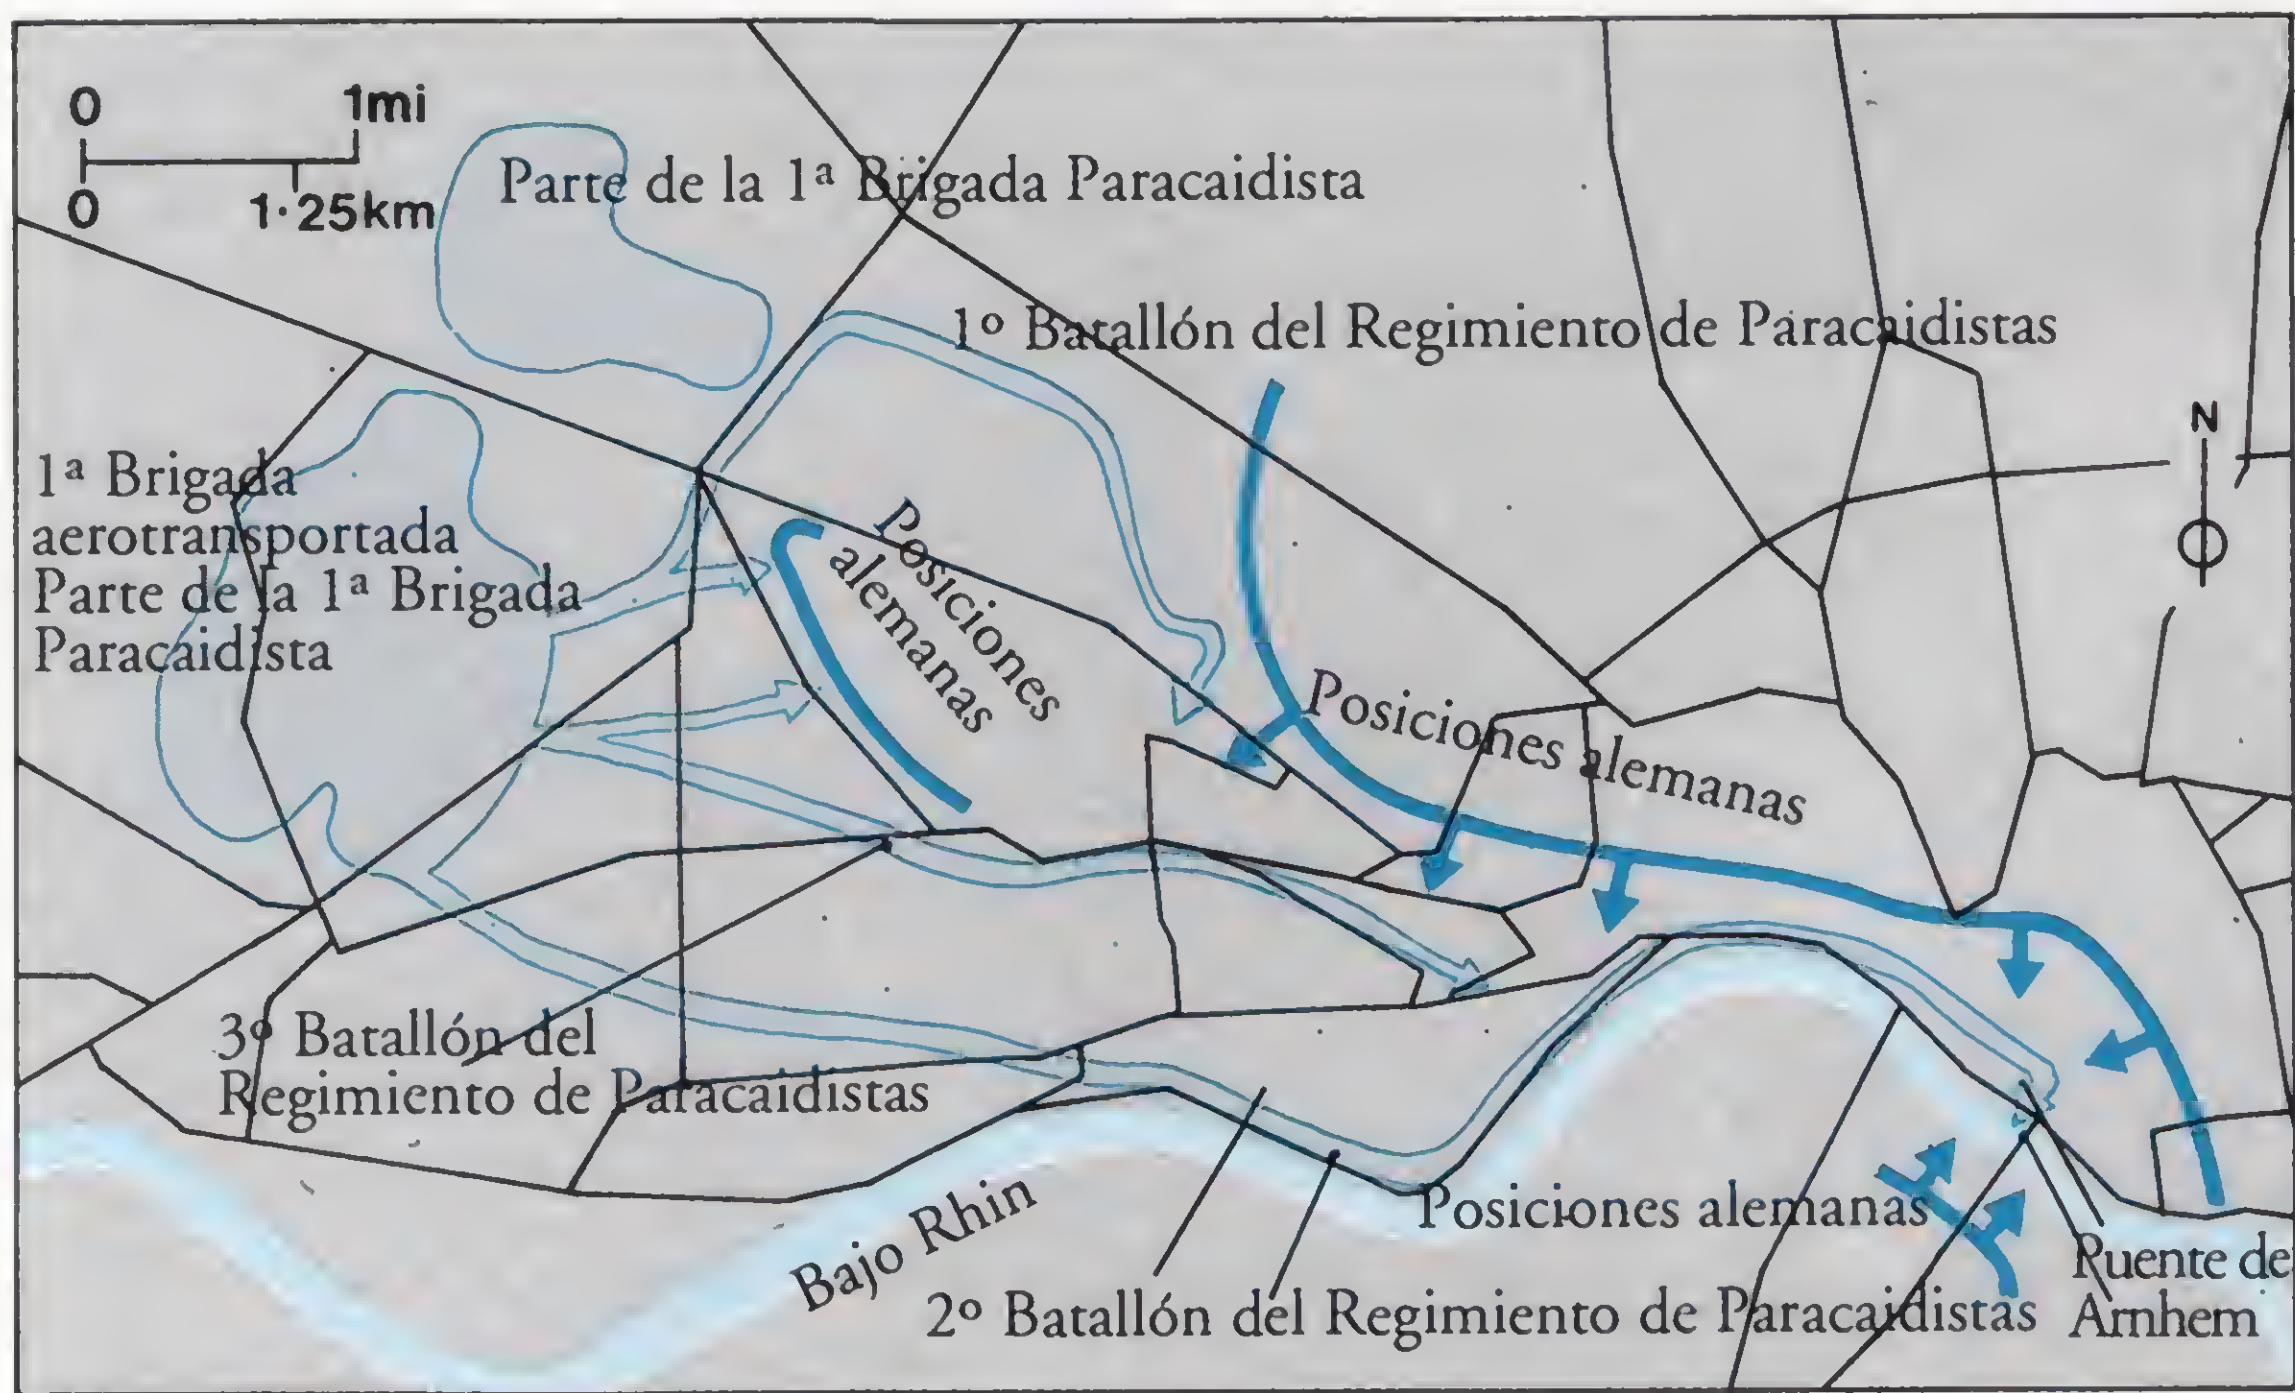 0 1mi
0 1·25km
Parte de la 1ª Brigada Paracaidista
1º Batallón del Regimiento de Paracaidistas
N
1ª Brigada
aerotransportada
Parte de la 1ª Brigada
Paracaidista
Posiciones
alemanas
Posiciones alemanas
3º Batallón del
Regimiento de Paracaidistas
Bajo Rhin
Posiciones alemanas
2º Batallón del Regimiento de Paracaidistas
Puente de
Arnhem